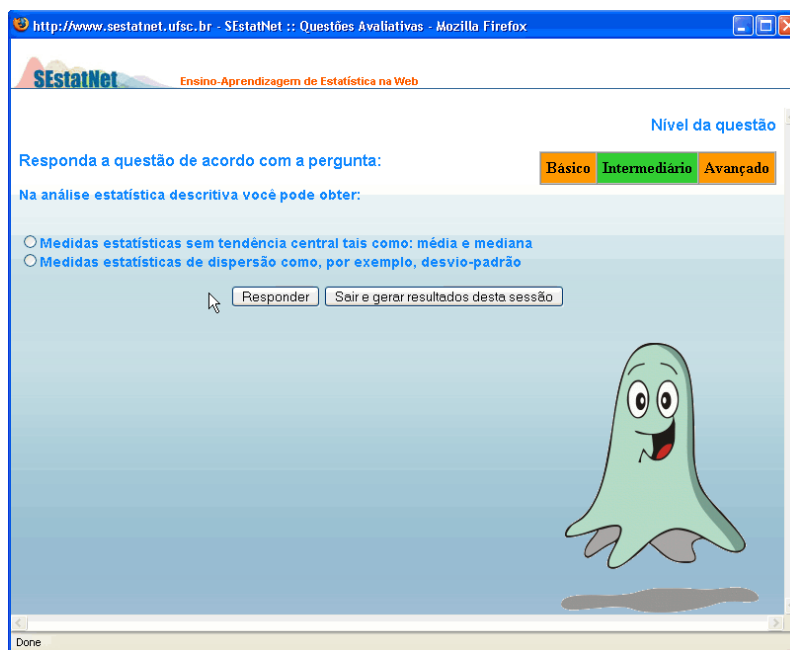 http://www.sestatnet.ufsc.br - SEstatNet :: Questões Avaliativas - Mozilla Firefox
SEstatNet
Ensino-Aprendizagem de Estatística na Web
Nível da questão
Responda a questão de acordo com a pergunta:
Básico Intermediário Avançado
Na análise estatística descritiva você pode obter:
Medidas estatísticas sem tendência central tais como: média e mediana
Medidas estatísticas de dispersão como, por exemplo, desvio-padrão
Responder Sair e gerar resultados desta sessão
Done